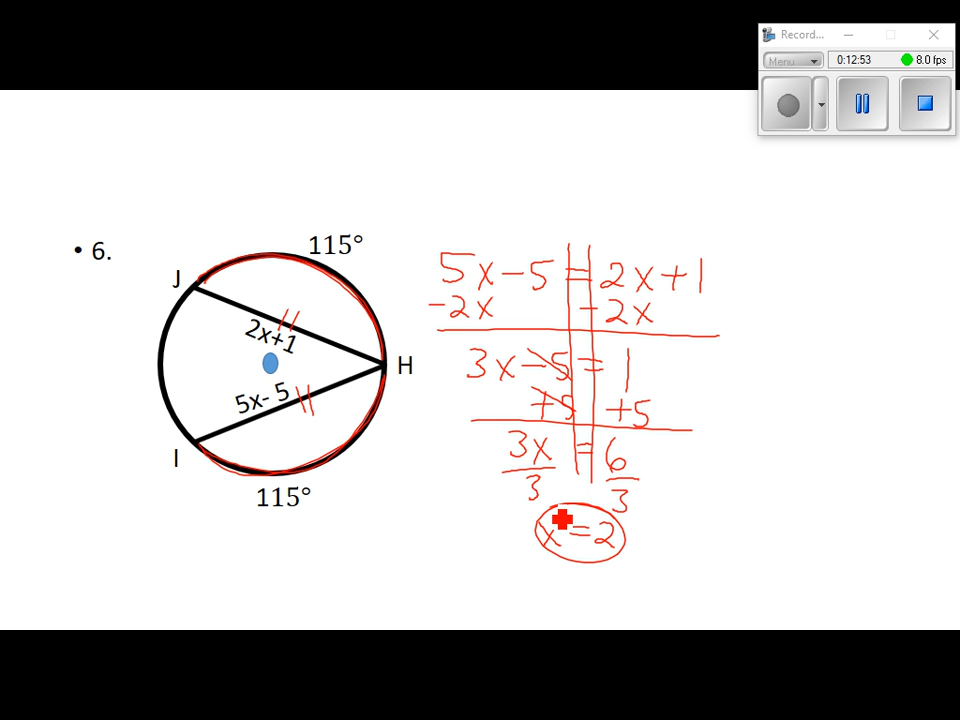 Record...
Menu
0:12:53
8.0 fps
• 6.
115°
J
2x+1
H
5x- 5
I
115°
5x-5=2x+1
-2x -2x
3x-5=1
+5 +5
3x =6
3 3
x=2